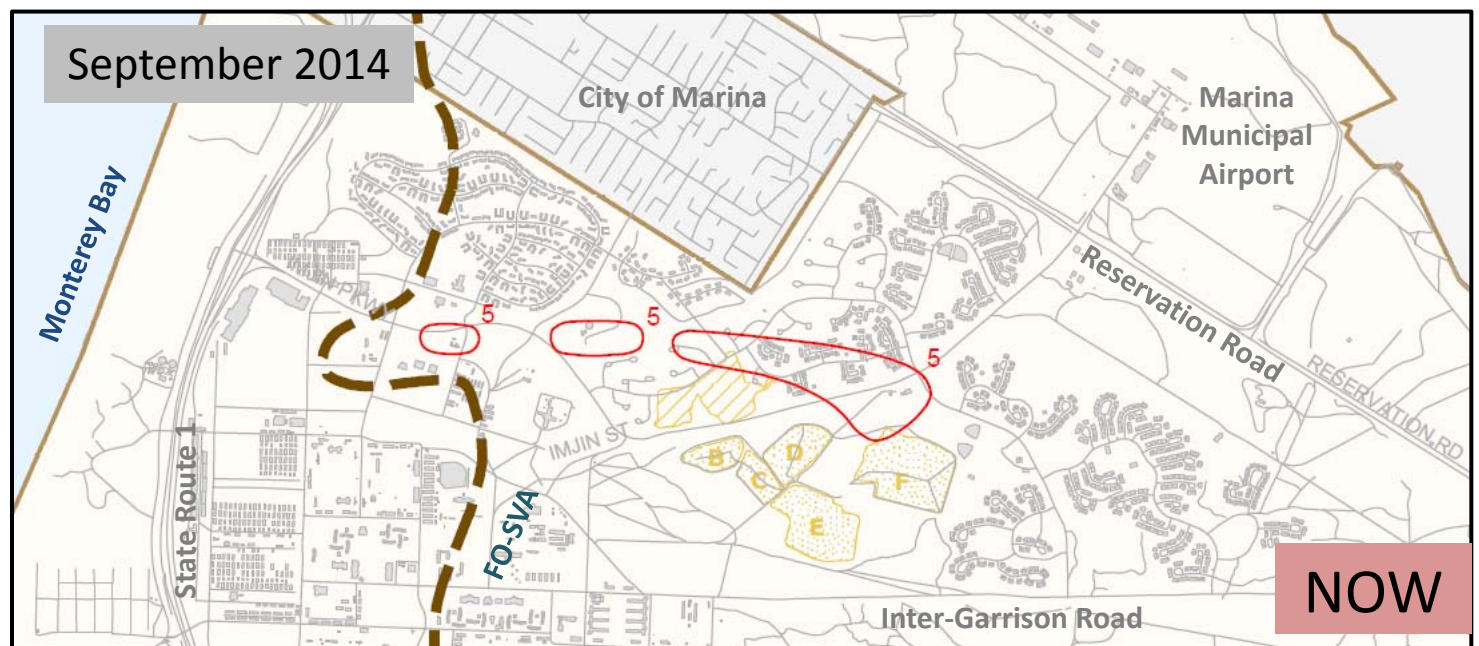 September 2014
City of Marina
Marina
Municipal
Airport
Monterey Bay
Reservation Road
RESERVATION RD
PKW
5
5
5
IMJIN ST
B
C
D
E
F
State Route 1
FO-SVA
Inter-Garrison Road
NOW